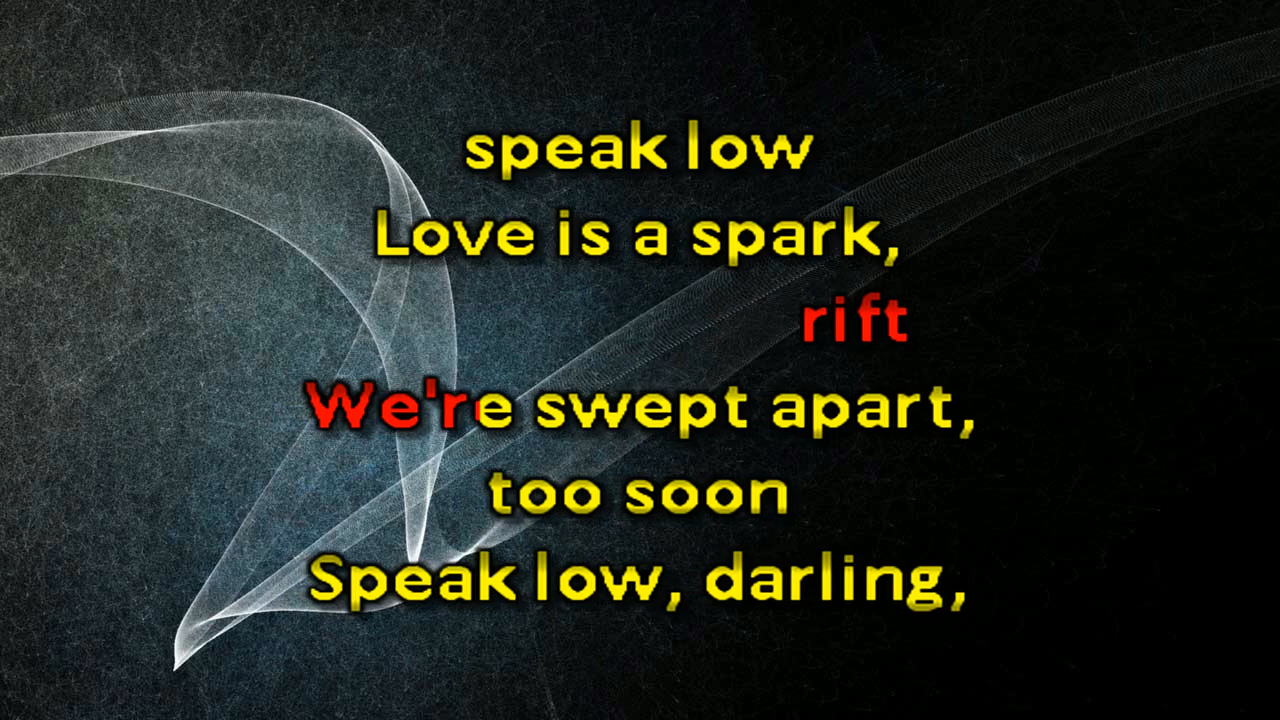 speak low
Love is a spark,
rift
We're swept apart,
too soon
Speak low, darling,